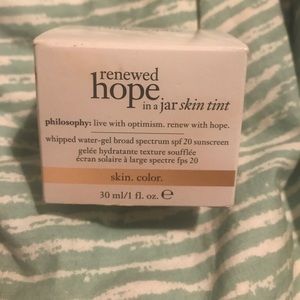 renewed
hope
in a jar skin tint
philosophy: live with optimism. renew with hope.
whipped water-gel broad spectrum spf 20 sunscreen
gelée hydratante texture soufflée
écran solaire à large spectre fps 20
skin. color.
30 ml/1 fl. oz. ℮